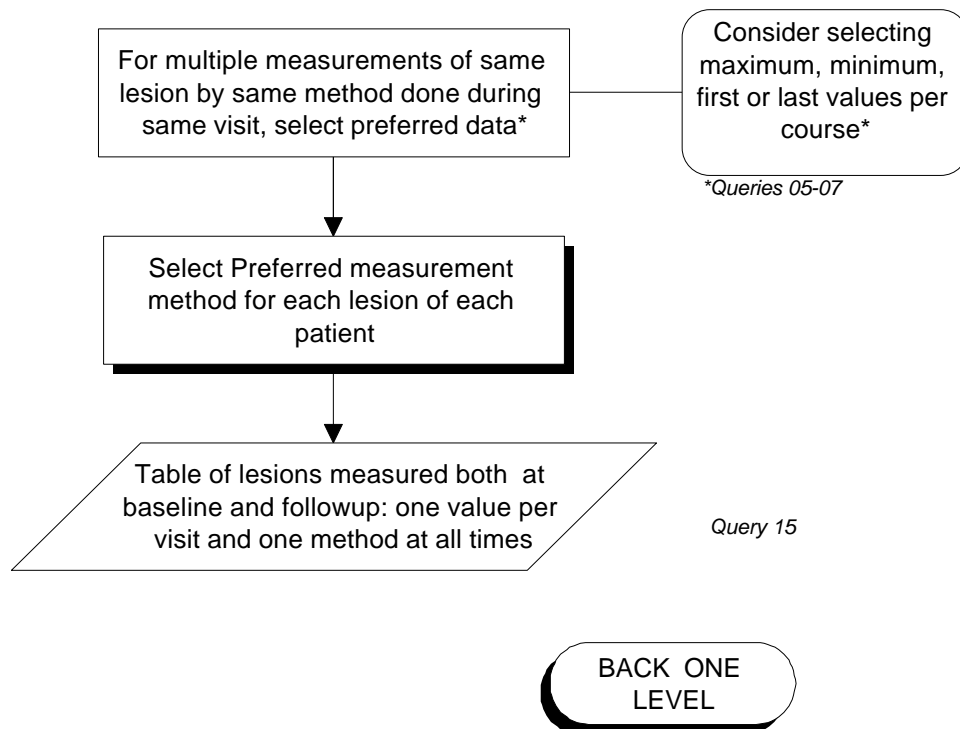 For multiple measurements of same
lesion by same method done during
same visit, select preferred data*
Consider selecting
maximum, minimum,
first or last values per
course*
*Queries 05-07
Select Preferred measurement
method for each lesion of each
patient
Table of lesions measured both at
baseline and followup: one value per
visit and one method at all times
Query 15
BACK ONE
LEVEL